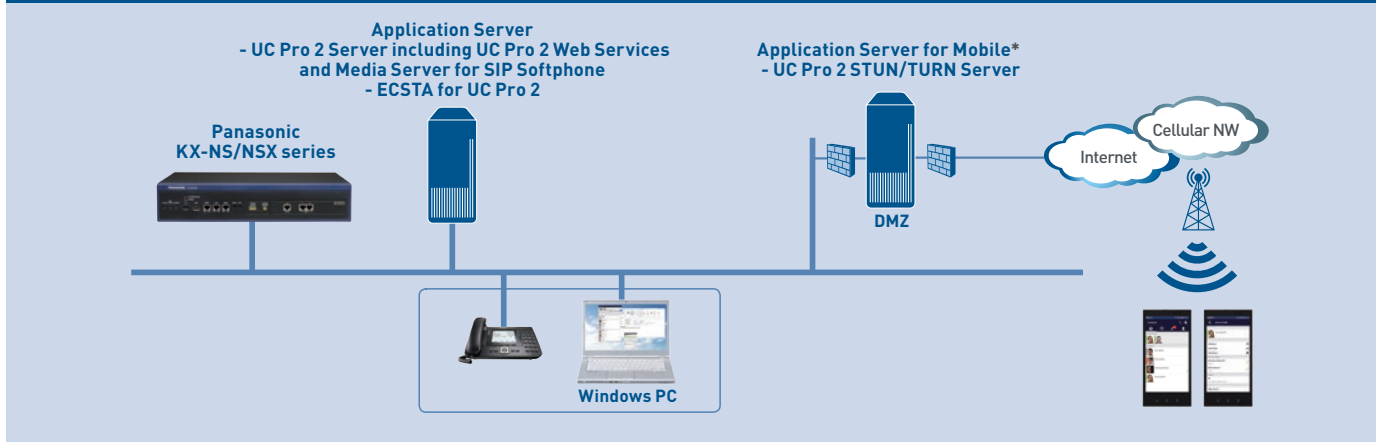 Application Server
- UC Pro 2 Server including UC Pro 2 Web Services
and Media Server for SIP Softphone
- ECSTA for UC Pro 2
Application Server for Mobile*
- UC Pro 2 STUN/TURN Server
Panasonic
KX-NS/NSX series
Cellular NW
Internet
DMZ
Windows PC